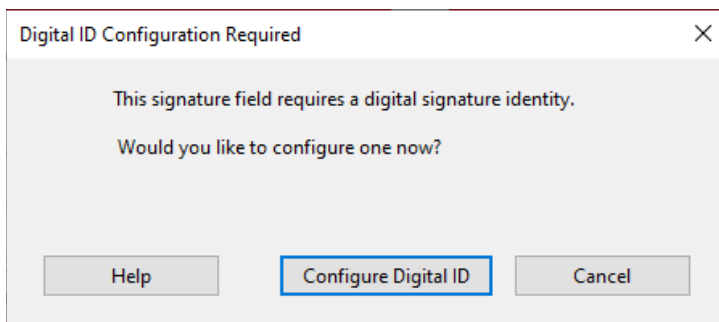 Digital ID Configuration Required
This signature field requires a digital signature identity.
Would you like to configure one now?
Help
Configure Digital ID
Cancel